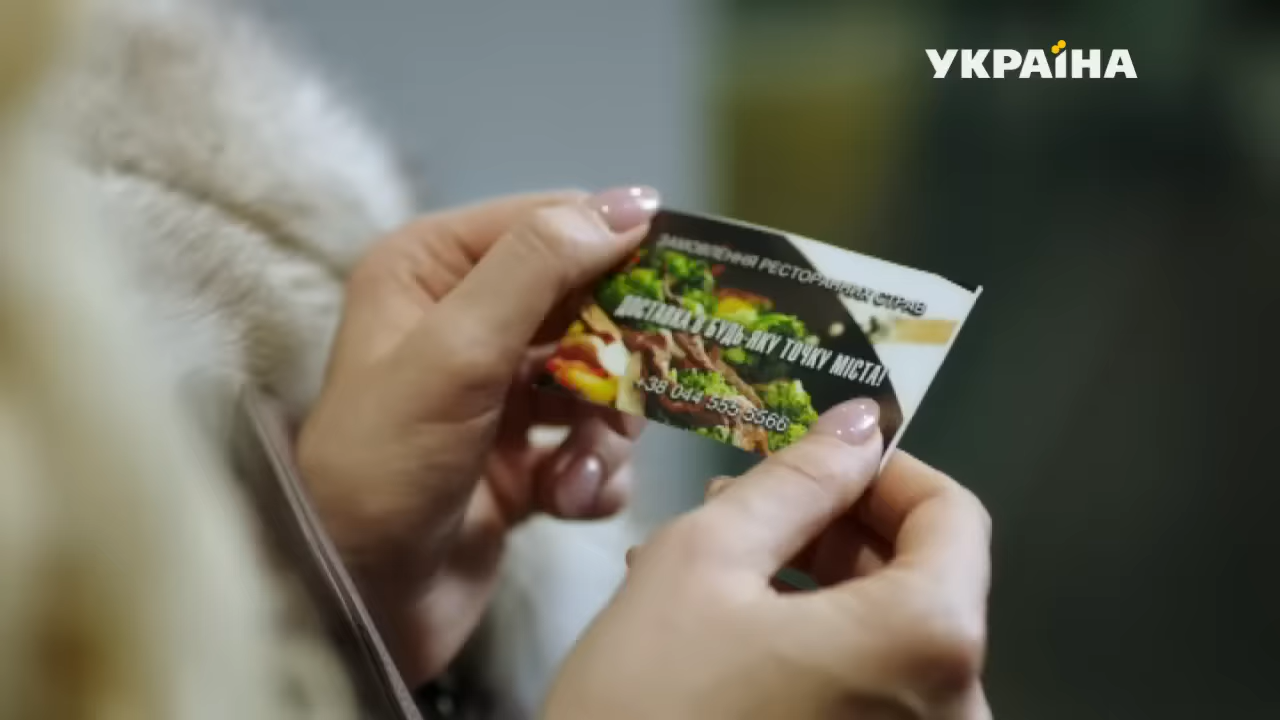 УКРАЇНА
ЗАМОВЛЕННЯ РЕСТОРАННИХ СТРАВ
ДОСТАВКА В БУДЬ-ЯКУ ТОЧКУ МІСТА!
+38 044 555 5566